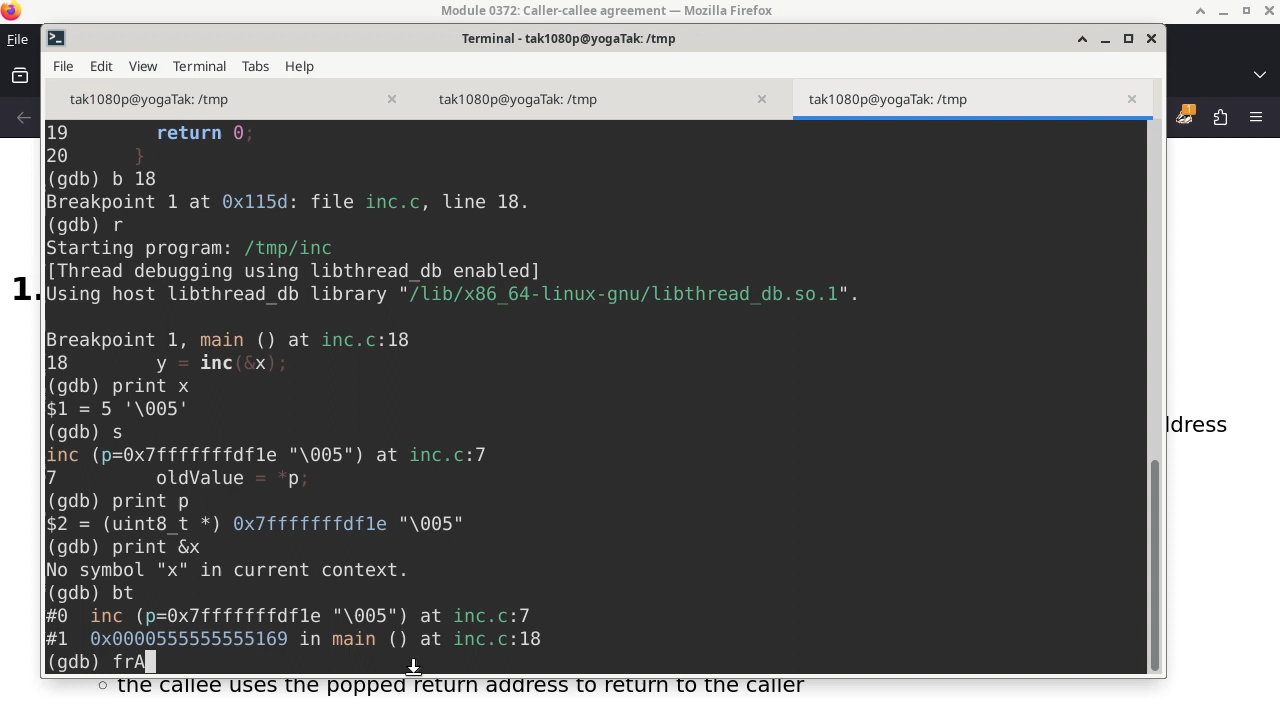 Module 0372: Caller-callee agreement — Mozilla Firefox
File
Terminal - tak1080p@yogaTak: /tmp
File Edit View Terminal Tabs Help
tak1080p@yogaTak: /tmp tak1080p@yogaTak: /tmp tak1080p@yogaTak: /tmp
1
19 return 0;
20 }
(gdb) b 18
Breakpoint 1 at 0x115d: file inc.c, line 18.
(gdb) r
Starting program: /tmp/inc
[Thread debugging using libthread_db enabled]
1.
Using host libthread_db library "/lib/x86_64-linux-gnu/libthread_db.so.1".
Breakpoint 1, main () at inc.c:18
18 y = inc(&x);
(gdb) print x
$1 = 5 '\005'
ddress
(gdb) s
inc (p=0x7fffffffdf1e "\005") at inc.c:7
7 oldValue = *p;
(gdb) print p
$2 = (uint8_t *) 0x7fffffffdf1e "\005"
(gdb) print &x
No symbol "x" in current context.
(gdb) bt
#0 inc (p=0x7fffffffdf1e "\005") at inc.c:7
#1 0x0000555555555169 in main () at inc.c:18
(gdb) frA
the callee uses the popped return address to return to the caller